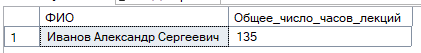 ФИО Общее_число_часов_лекций
1 Иванов Александр Сергеевич 135